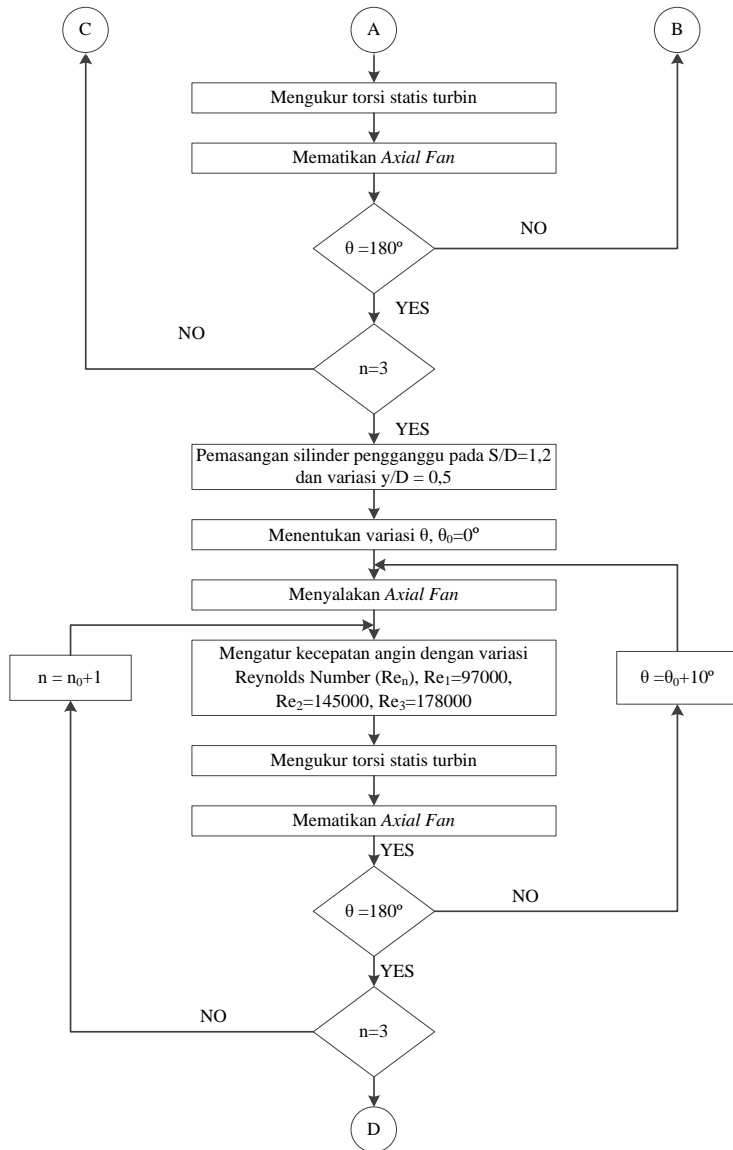 C
A
B
Mengukur torsi statis turbin
Mematikan Axial Fan
θ =180º
NO
YES
NO
n=3
YES
Pemasangan silinder pengganggu pada S/D=1,2
dan variasi y/D = 0,5
Menentukan variasi θ, θ₀=0º
Menyalakan Axial Fan
n = n₀+1
Mengatur kecepatan angin dengan variasi
Reynolds Number (Reₙ), Re₁=97000,
Re₂=145000, Re₃=178000
θ =θ₀+10º
Mengukur torsi statis turbin
Mematikan Axial Fan
YES
θ =180º
NO
YES
NO
n=3
D